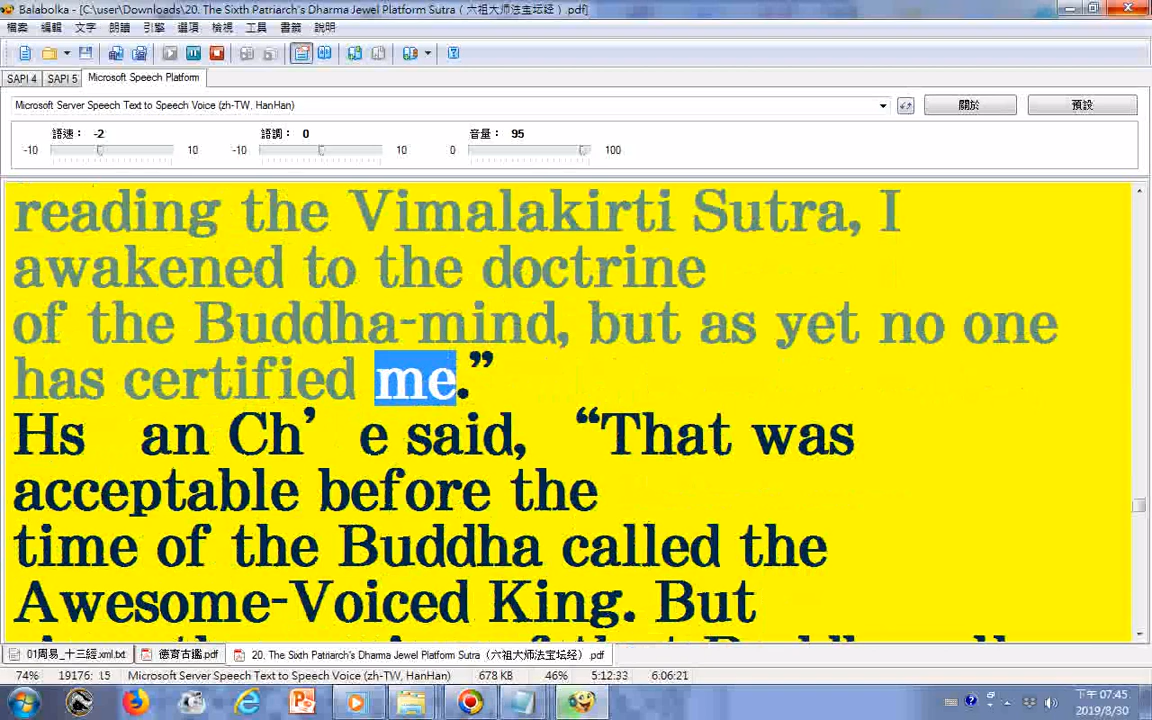 Balabolka - [C:\user\Downloads\20. The Sixth Patriarch's Dharma Jewel Platform Sutra（六祖大师法宝坛经）pdf]
檔案 編輯 文字 朗讀 引擎 選項 檢視 工具 書籤 說明
SAPI 4 SAPI 5 Microsoft Speech Platform
Microsoft Server Speech Text to Speech Voice (zh-TW, HanHan) 關於 預設
語速： -2 語調： 0 音量： 95
-10 10 -10 10 0 100
reading the Vimalakirti Sutra, I
awakened to the doctrine
of the Buddha-mind, but as yet no one
has certified me.”
Hs an Ch’ e said, “That was
acceptable before the
time of the Buddha called the
Awesome-Voiced King. But
01周易_十三經.xml.txt 德育古鑑.pdf 20. The Sixth Patriarch's Dharma Jewel Platform Sutra（六祖大师法宝坛经）.pdf
74% 19176: 15 Microsoft Server Speech Text to Speech Voice (zh-TW, HanHan) 678 KB 46% 5:12:33 6:06:21
下午 07:45
2019/8/30